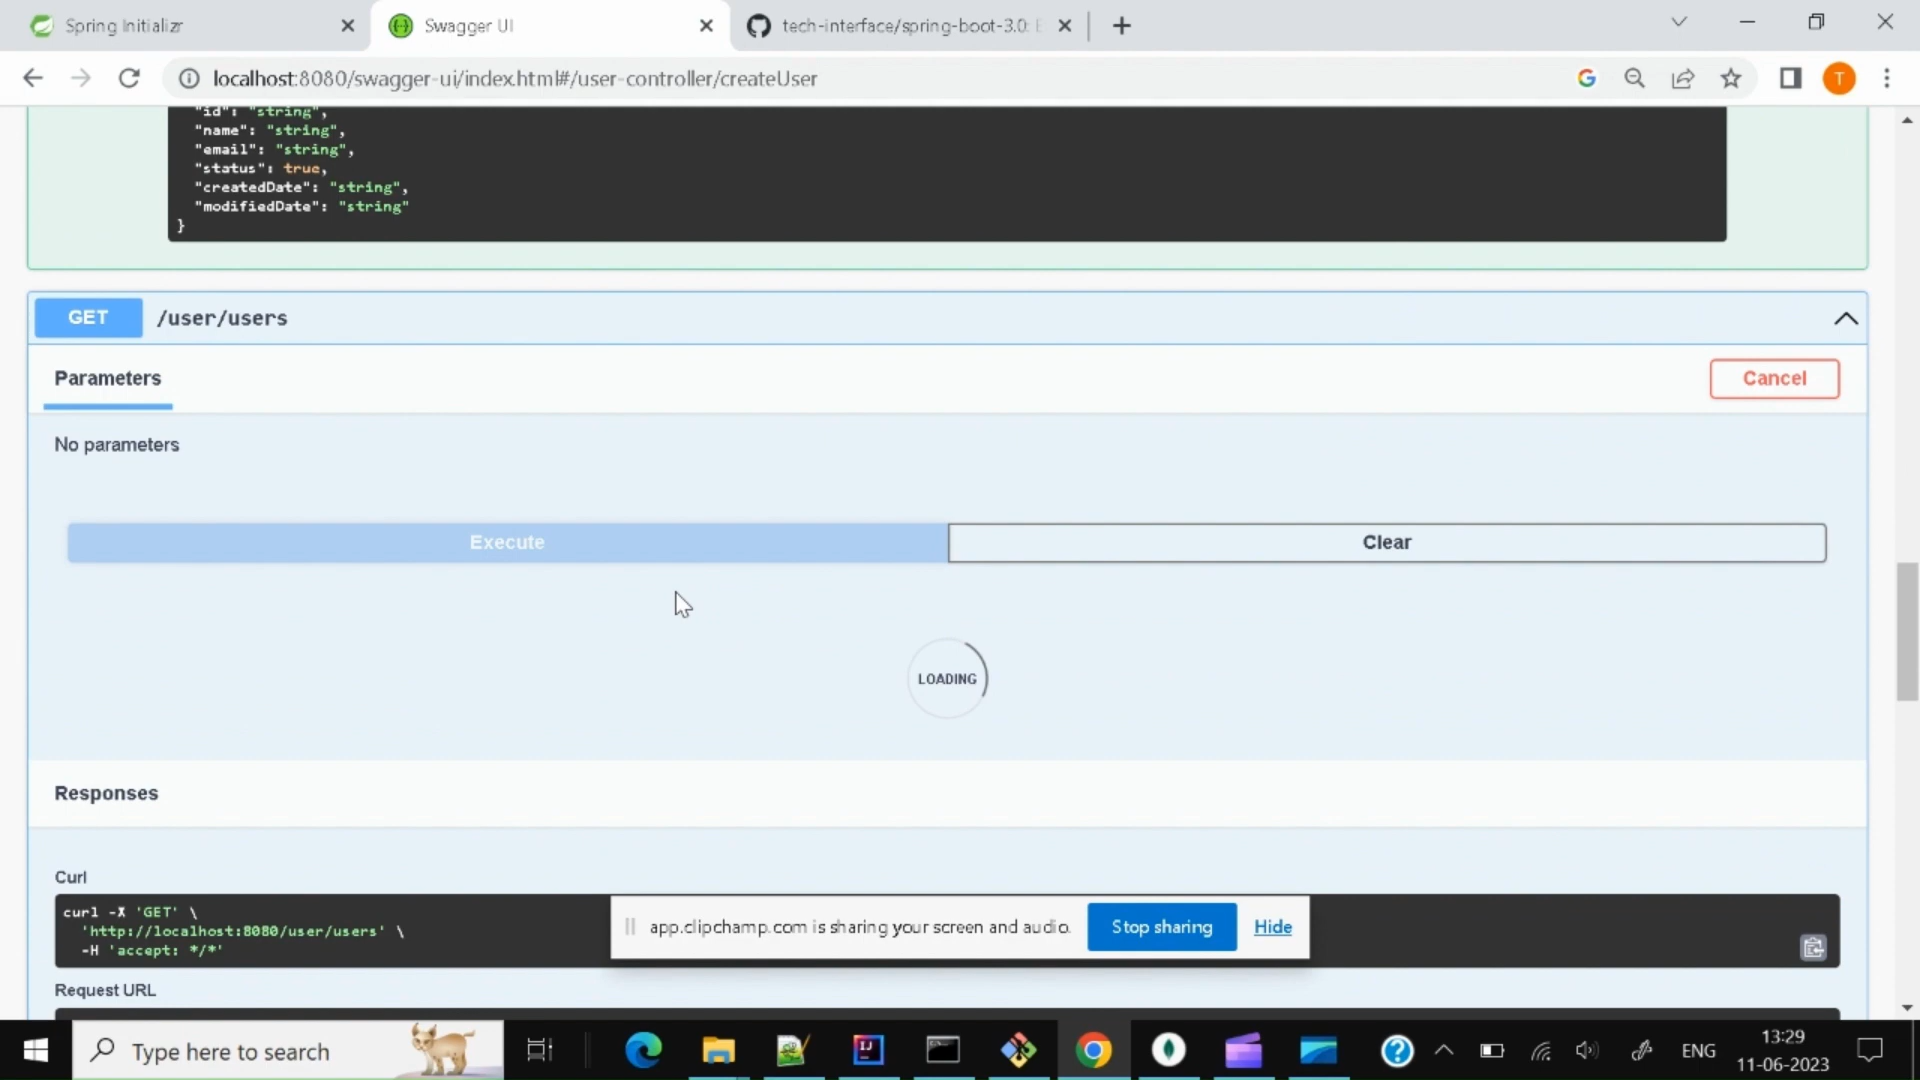 Spring Initializr
Swagger UI
tech-interface/spring-boot-3.0:
localhost:8080/swagger-ui/index.html#/user-controller/createUser
T
"id": "string",
"name": "string",
"email": "string",
"status": true,
"createdDate": "string",
"modifiedDate": "string"
}
GET /user/users
Parameters
Cancel
No parameters
Execute
Clear
LOADING
Responses
Curl
curl -X 'GET' \
'http://localhost:8080/user/users' \
-H 'accept: */*'
app.clipchamp.com is sharing your screen and audio.
Stop sharing
Hide
Request URL
Type here to search
ENG
13:29
11-06-2023